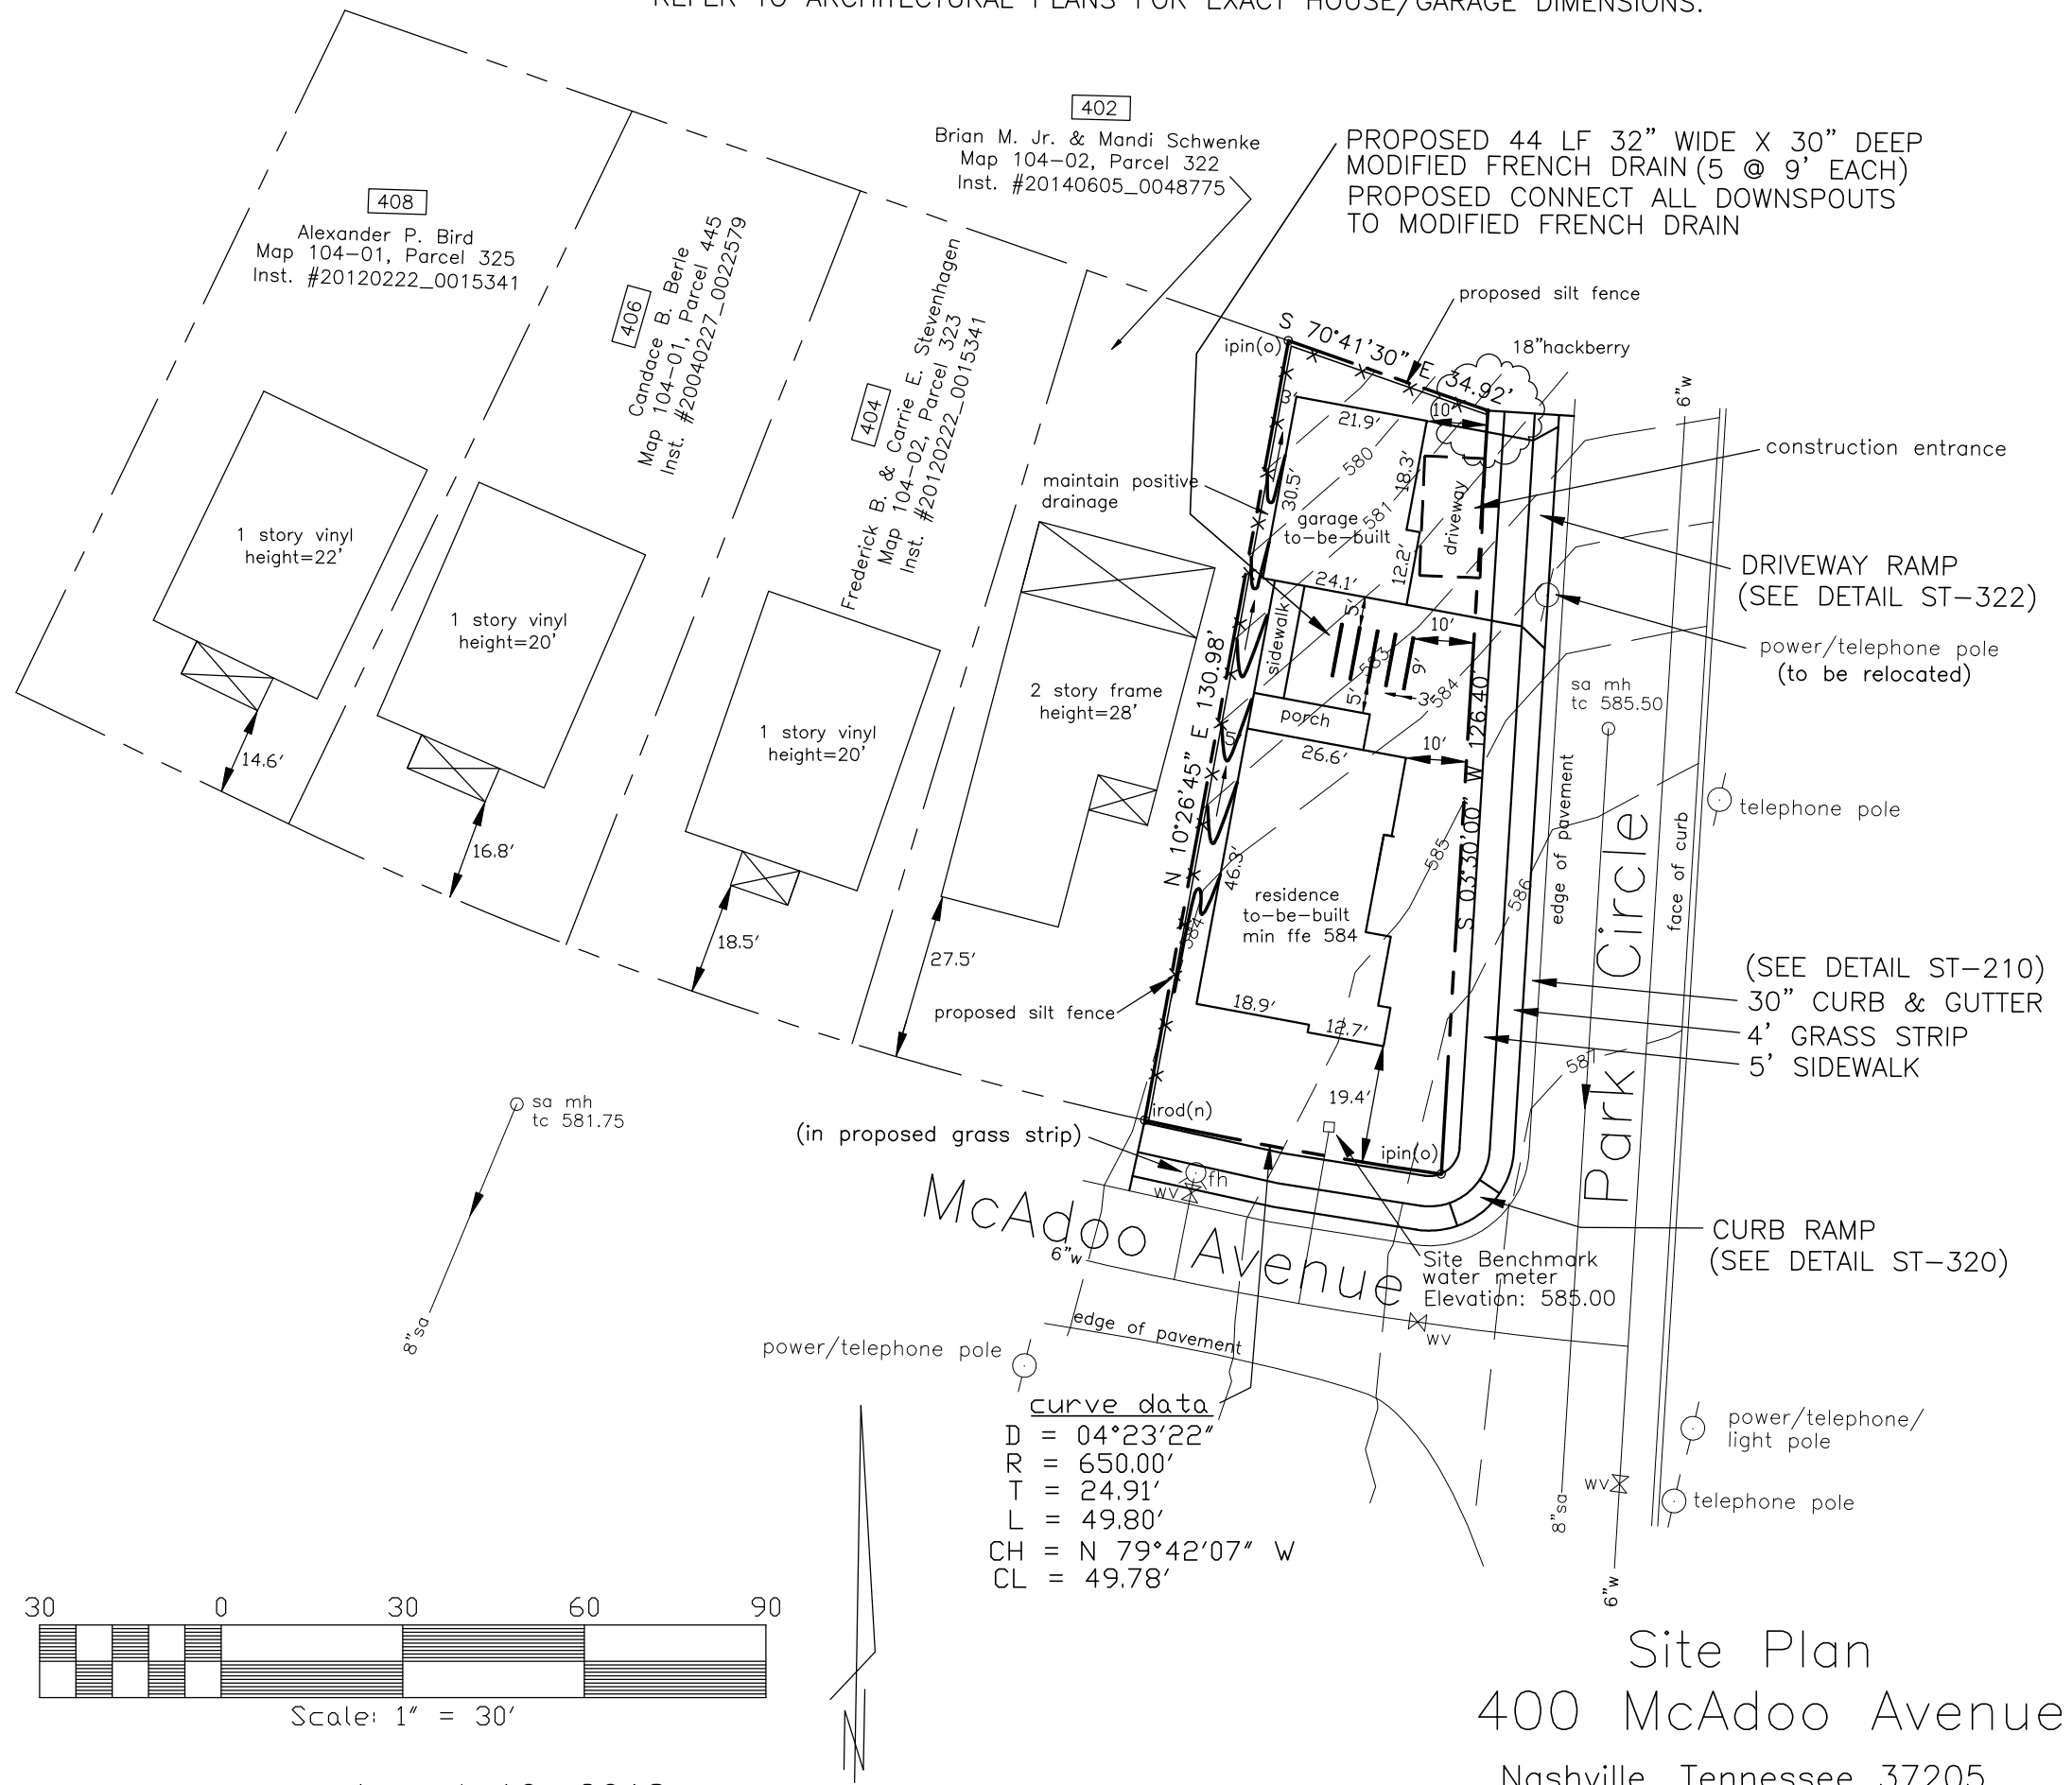 REFER TO ARCHITECTURAL PLANS FOR EXACT HOUSE/GARAGE DIMENSIONS.
402
Brian M. Jr. & Mandi Schwenke
Map 104-02, Parcel 322
Inst. #20140605_0048775
PROPOSED 44 LF 32" WIDE X 30" DEEP
MODIFIED FRENCH DRAIN (5 @ 9' EACH)
PROPOSED CONNECT ALL DOWNSPOUTS
TO MODIFIED FRENCH DRAIN
408
Alexander P. Bird
Map 104-01, Parcel 325
Inst. #20120222_0015341
406
Candace B. Berle
Map 104-01, Parcel 445
Inst. #20040227_0022579
404
Frederick B. & Carrie E. Stevenhagen
Map 104-02, Parcel 323
Inst. #20120222_0015341
proposed silt fence
18"hackberry
S 70°41'30" E 34.92'
ipin(o)
6"w
3'
21.9'
10'
580
18.3'
30.5'
581
garage
to-be-built
driveway
12.2'
24.1'
construction entrance
maintain positive
drainage
DRIVEWAY RAMP
(SEE DETAIL ST-322)
power/telephone pole
(to be relocated)
sidewalk
5'
10'
583
9'
584
5'
3'
porch
5'
26.6'
10'
N 10°26'45" E 130.98'
S 03°30'00" W 126.40'
sa mh
tc 585.50
edge of pavement
Park Circle
face of curb
telephone pole
1 story vinyl
height=22'
1 story vinyl
height=20'
1 story vinyl
height=20'
2 story frame
height=28'
14.6'
16.8'
18.5'
27.5'
46.3'
584
585
586
587
residence
to-be-built
min ffe 584
18.9'
12.7'
19.4'
proposed silt fence
(SEE DETAIL ST-210)
30" CURB & GUTTER
4' GRASS STRIP
5' SIDEWALK
sa mh
tc 581.75
8"sa
irod(n)
(in proposed grass strip)
ipin(o)
fh
wv
McAdoo Avenue
6"w
CURB RAMP
(SEE DETAIL ST-320)
Site Benchmark
water meter
Elevation: 585.00
wv
edge of pavement
power/telephone pole
curve data
D = 04°23'22"
R = 650.00'
T = 24.91'
L = 49.80'
CH = N 79°42'07" W
CL = 49.78'
power/telephone/
light pole
wv
telephone pole
8"sa
6"w
30 0 30 60 90
Scale: 1" = 30'
N
Site Plan
400 McAdoo Avenue
Nashville, Tennessee 37205